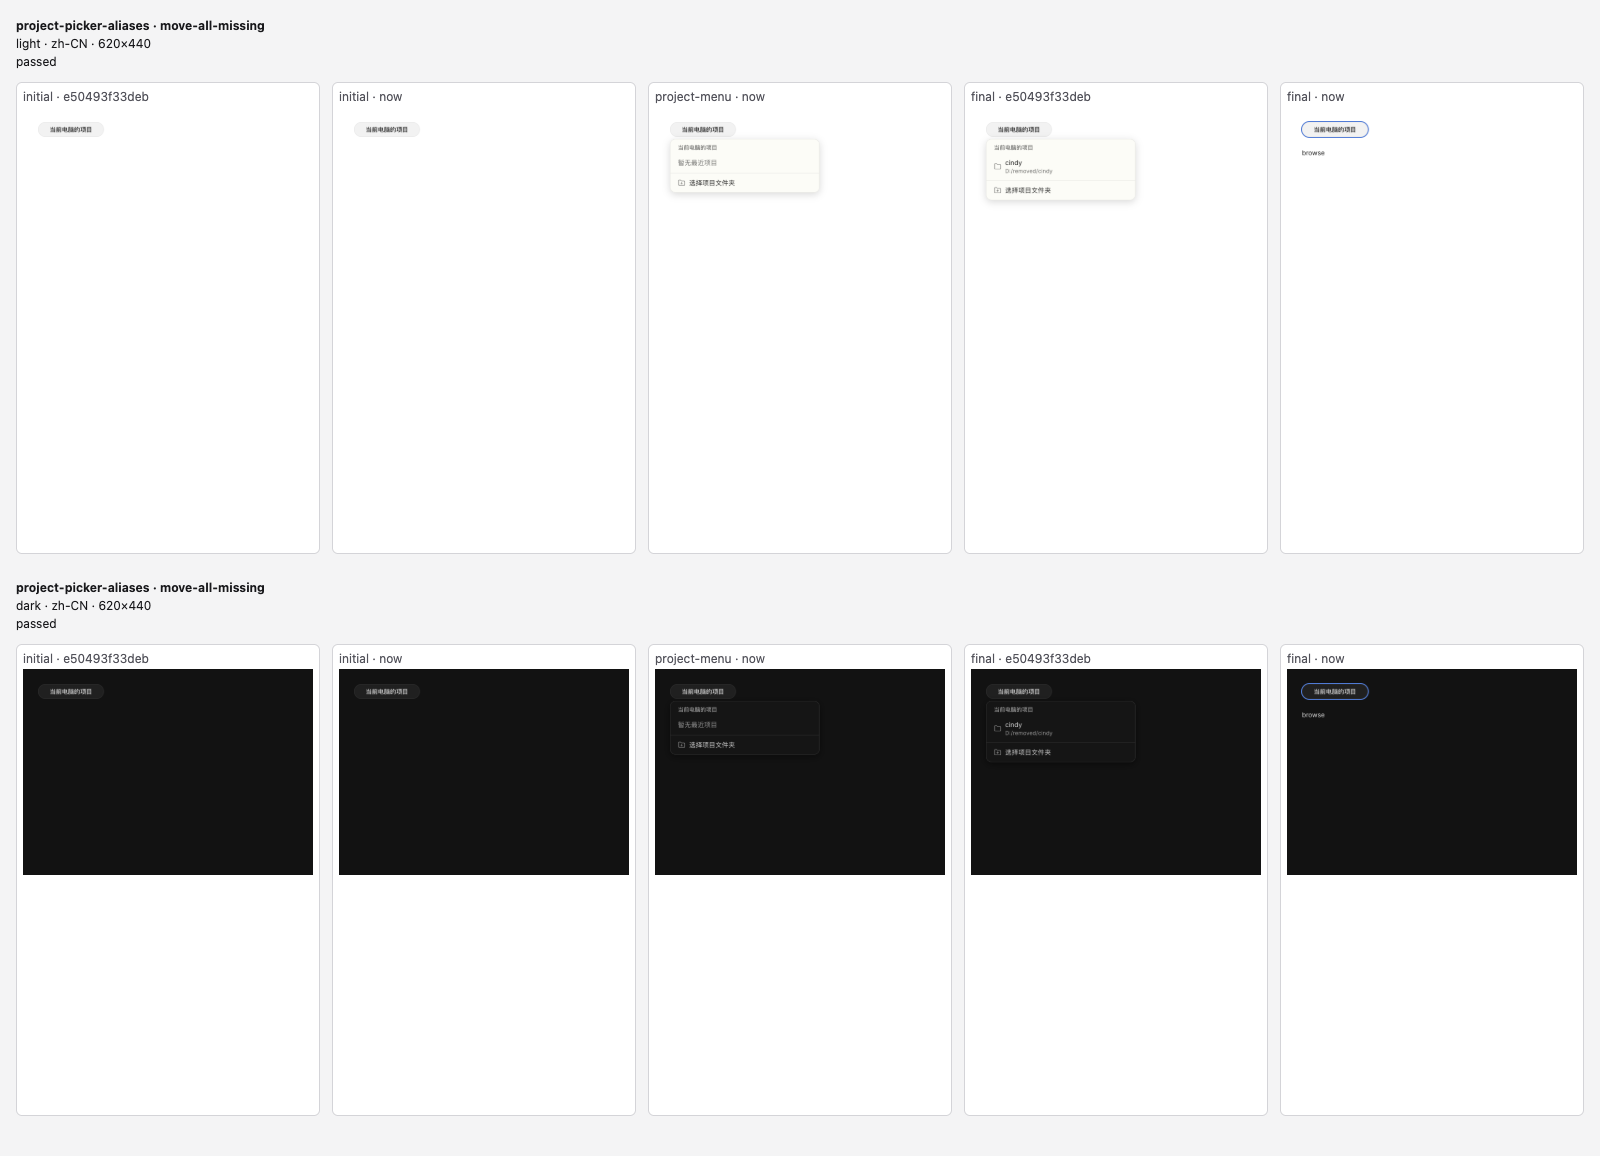 project-picker-aliases · move-all-missing
light · zh-CN · 620×440
passed
initial · e50493f33deb
当前电脑的项目
initial · now
当前电脑的项目
project-menu · now
当前电脑的项目
当前电脑的项目
暂无最近项目
选择项目文件夹
final · e50493f33deb
当前电脑的项目
当前电脑的项目
cindy
D:/removed/cindy
选择项目文件夹
final · now
当前电脑的项目
browse
project-picker-aliases · move-all-missing
dark · zh-CN · 620×440
passed
initial · e50493f33deb
当前电脑的项目
initial · now
当前电脑的项目
project-menu · now
当前电脑的项目
当前电脑的项目
暂无最近项目
选择项目文件夹
final · e50493f33deb
当前电脑的项目
当前电脑的项目
cindy
D:/removed/cindy
选择项目文件夹
final · now
当前电脑的项目
browse